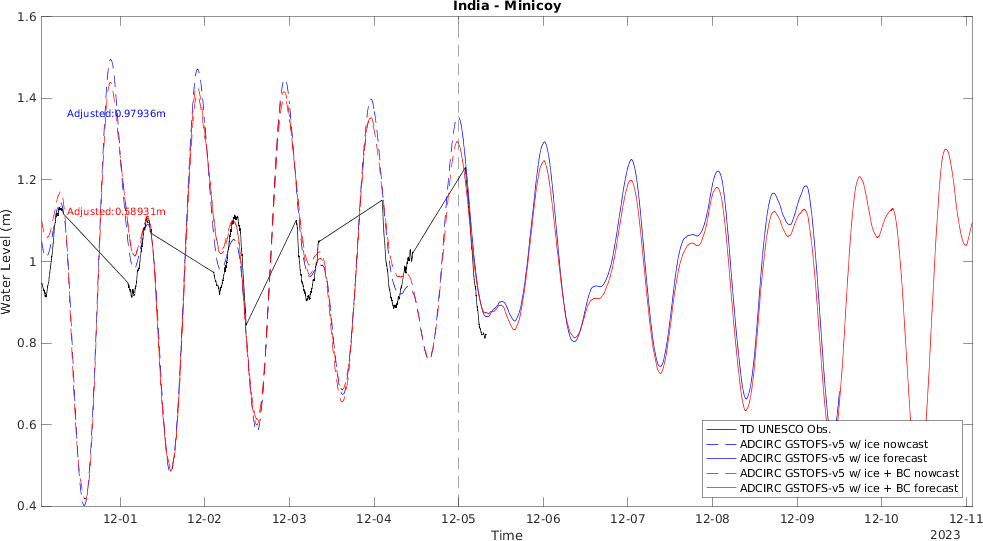 India - Minicoy
1.6
1.4
1.2
1
0.8
0.6
0.4
Water Level (m)
Adjusted:0.97936m
Adjusted:0.58931m
TD UNESCO Obs.
ADCIRC GSTOFS-v5 w/ ice nowcast
ADCIRC GSTOFS-v5 w/ ice forecast
ADCIRC GSTOFS-v5 w/ ice + BC nowcast
ADCIRC GSTOFS-v5 w/ ice + BC forecast
12-01 12-02 12-03 12-04 12-05 12-06 12-07 12-08 12-09 12-10 12-11
Time
2023